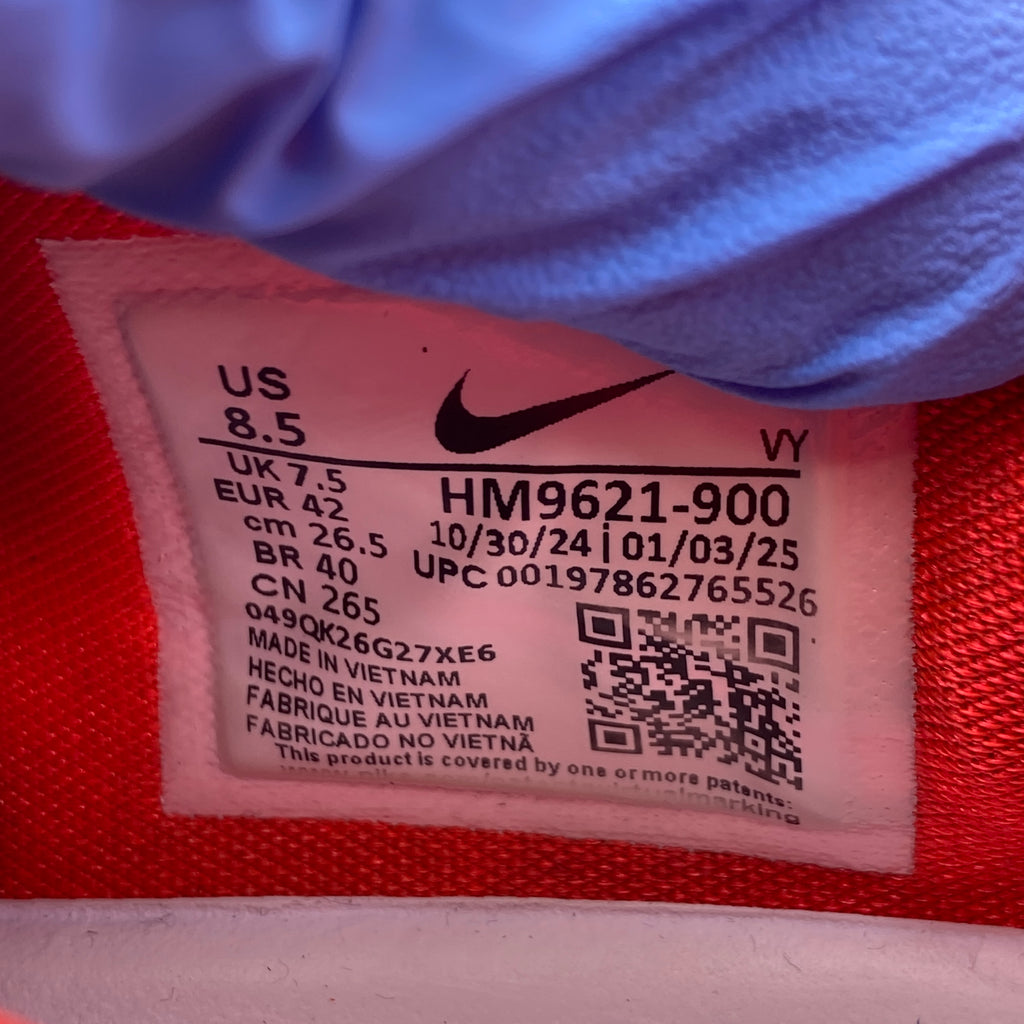 US
8.5
VY
UK 7.5
EUR 42
cm 26.5
BR 40
CN 265
HM9621-900
10/30/24 | 01/03/25
UPC 00197862765526
049QK26G27XE6
MADE IN VIETNAM
HECHO EN VIETNAM
FABRIQUE AU VIETNAM
FABRICADO NO VIETNÃ
This product is covered by one or more patents: